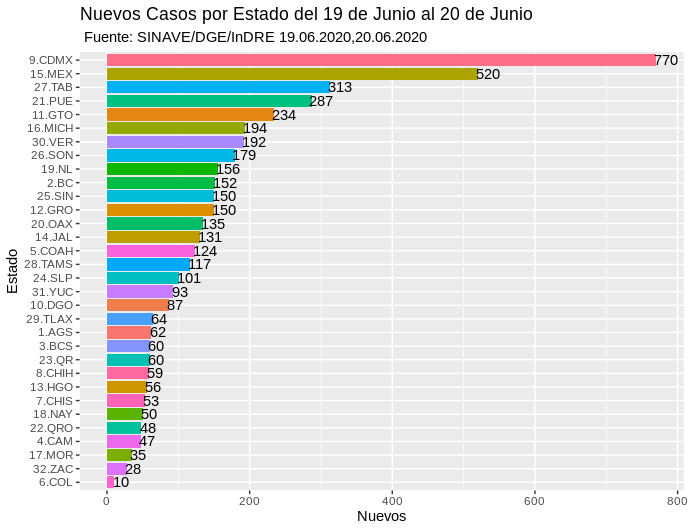 Nuevos Casos por Estado del 19 de Junio al 20 de Junio
Fuente: SINAVE/DGE/InDRE 19.06.2020,20.06.2020
9.CDMX 770
15.MEX 520
27.TAB 313
21.PUE 287
11.GTO 234
16.MICH 194
30.VER 192
26.SON 179
19.NL 156
2.BC 152
25.SIN 150
12.GRO 150
20.OAX 135
14.JAL 131
5.COAH 124
28.TAMS 117
24.SLP 101
31.YUC 93
10.DGO 87
29.TLAX 64
1.AGS 62
3.BCS 60
23.QR 60
8.CHIH 59
13.HGO 56
7.CHIS 53
18.NAY 50
22.QRO 48
4.CAM 47
17.MOR 35
32.ZAC 28
6.COL 10
Estado
0 200 400 600 800
Nuevos